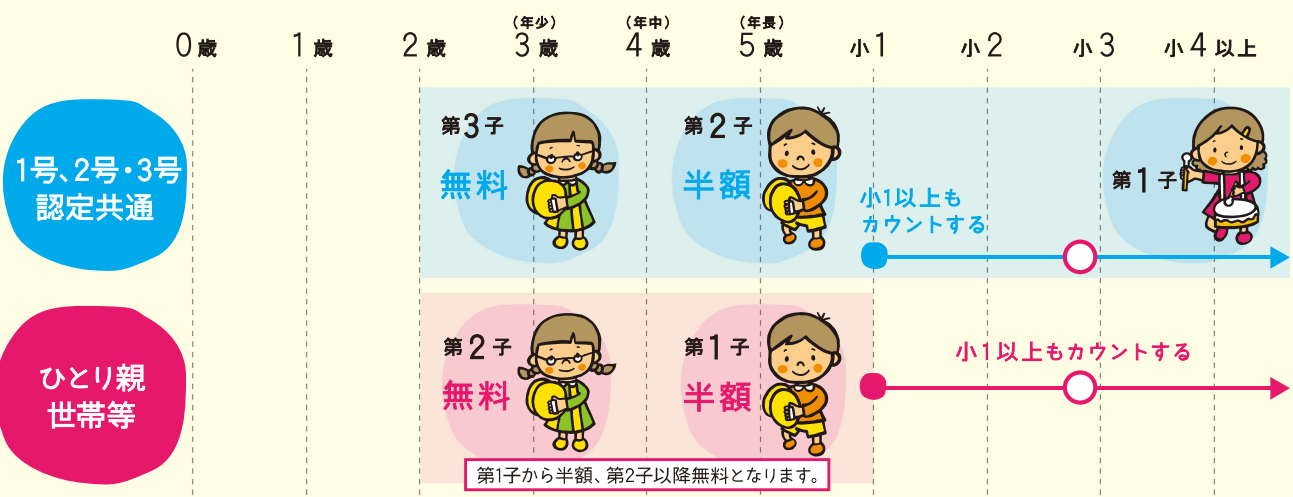 (年少)
(年中)
(年長)
0歳
1歳
2歳
3歳
4歳
5歳
小1
小2
小3
小4以上
1号、2号・3号
認定共通
第3子
無料
第2子
半額
小1以上も
カウントする
第1子
ひとり親
世帯等
第2子
無料
第1子
半額
小1以上もカウントする
第1子から半額、第2子以降無料となります。